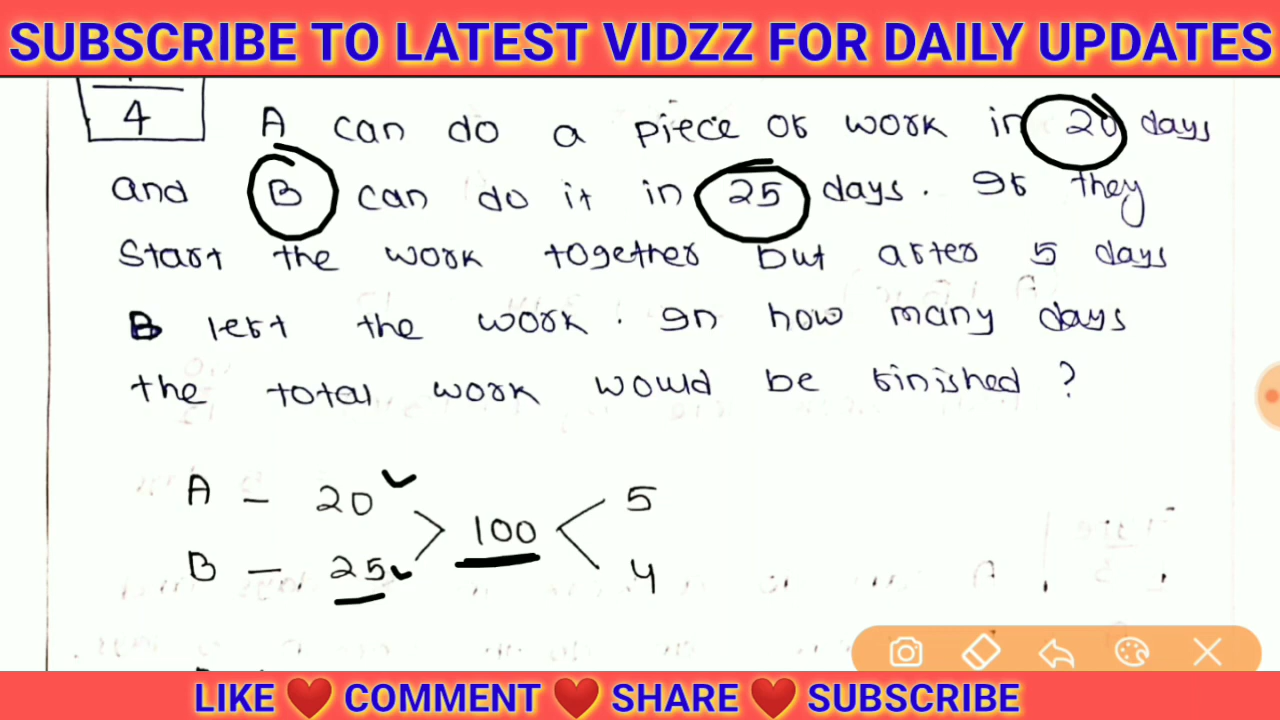 SUBSCRIBE TO LATEST VIDZZ FOR DAILY UPDATES
4 A can do a piece of work in 20 days
and B can do it in 25 days. If they
Start the work together but after 5 days
B left the work. In how many days
the total work would be finished ?
A - 20 100 5
B - 25 4
LIKE ❤️ COMMENT ❤️ SHARE ❤️ SUBSCRIBE